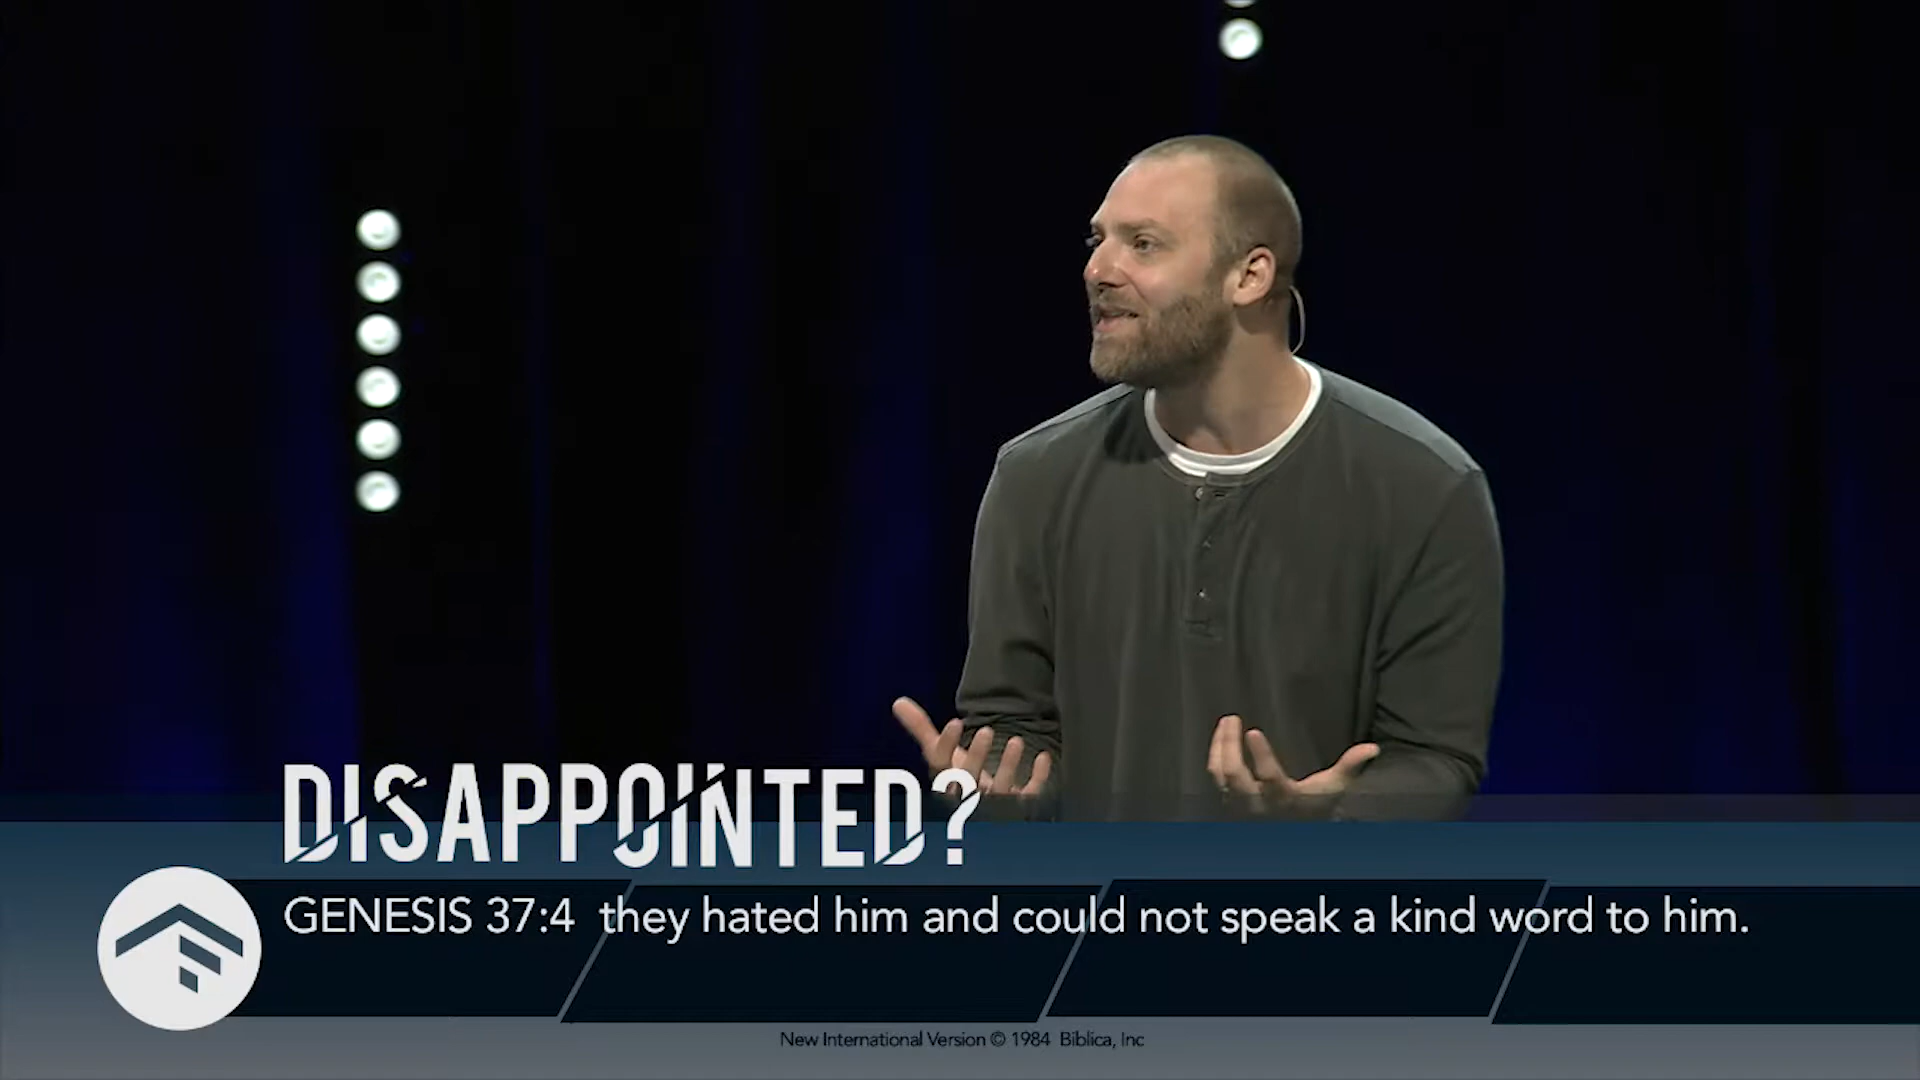 DISAPPOINTED?
GENESIS 37:4 they hated him and could not speak a kind word to him.
New International Version © 1984 Biblica, Inc